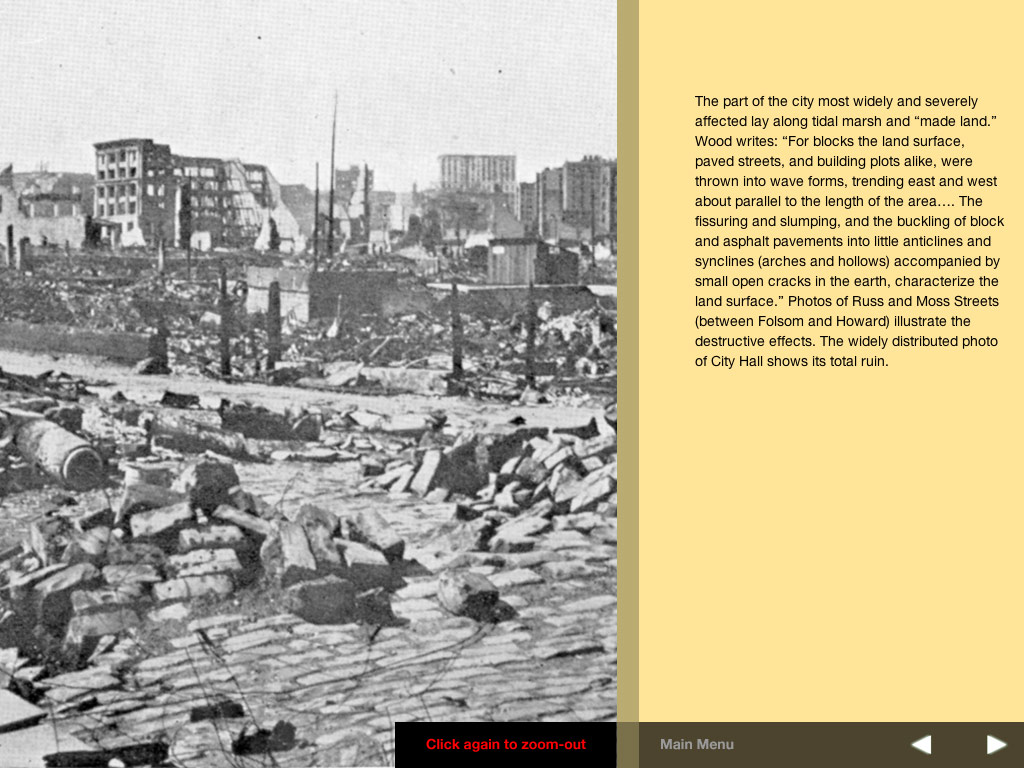 The part of the city most widely and severely
affected lay along tidal marsh and “made land.”
Wood writes: “For blocks the land surface,
paved streets, and building plots alike, were
thrown into wave forms, trending east and west
about parallel to the length of the area…. The
fissuring and slumping, and the buckling of block
and asphalt pavements into little anticlines and
synclines (arches and hollows) accompanied by
small open cracks in the earth, characterize the
land surface.” Photos of Russ and Moss Streets
(between Folsom and Howard) illustrate the
destructive effects. The widely distributed photo
of City Hall shows its total ruin.
Click again to zoom-out
Main Menu